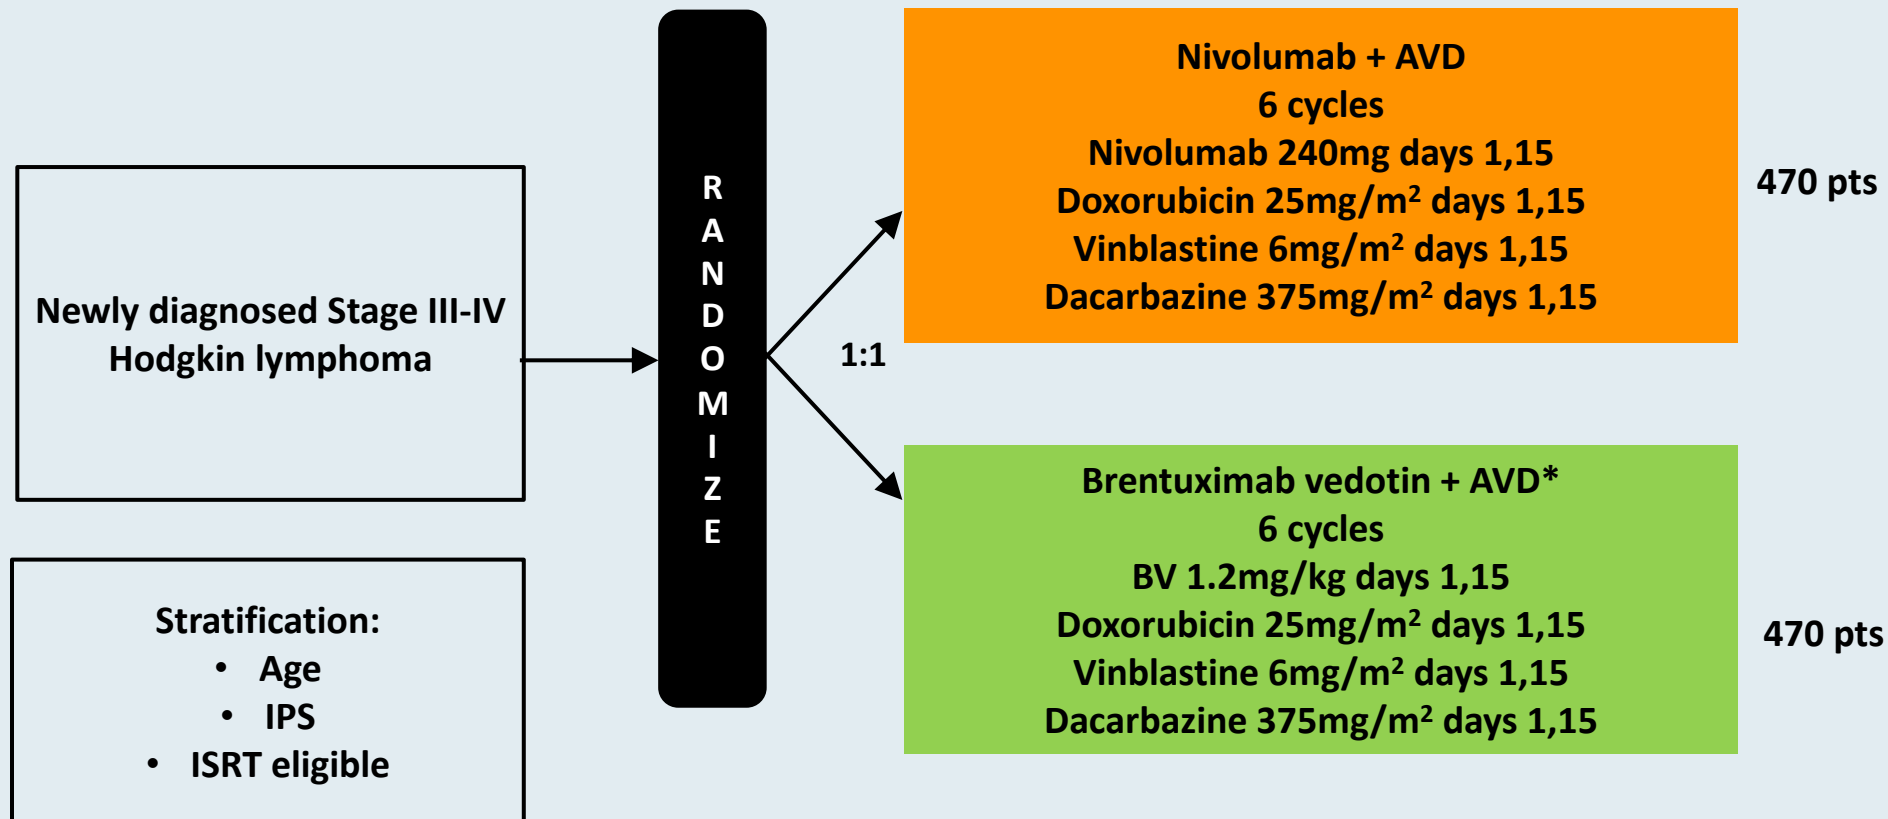 Newly diagnosed Stage III-IV
Hodgkin lymphoma
Stratification:
• Age
• IPS
• ISRT eligible
R
A
N
D
O
M
I
Z
E
1:1
Nivolumab + AVD
6 cycles
Nivolumab 240mg days 1,15
Doxorubicin 25mg/m² days 1,15
Vinblastine 6mg/m² days 1,15
Dacarbazine 375mg/m² days 1,15
470 pts
Brentuximab vedotin + AVD*
6 cycles
BV 1.2mg/kg days 1,15
Doxorubicin 25mg/m² days 1,15
Vinblastine 6mg/m² days 1,15
Dacarbazine 375mg/m² days 1,15
470 pts